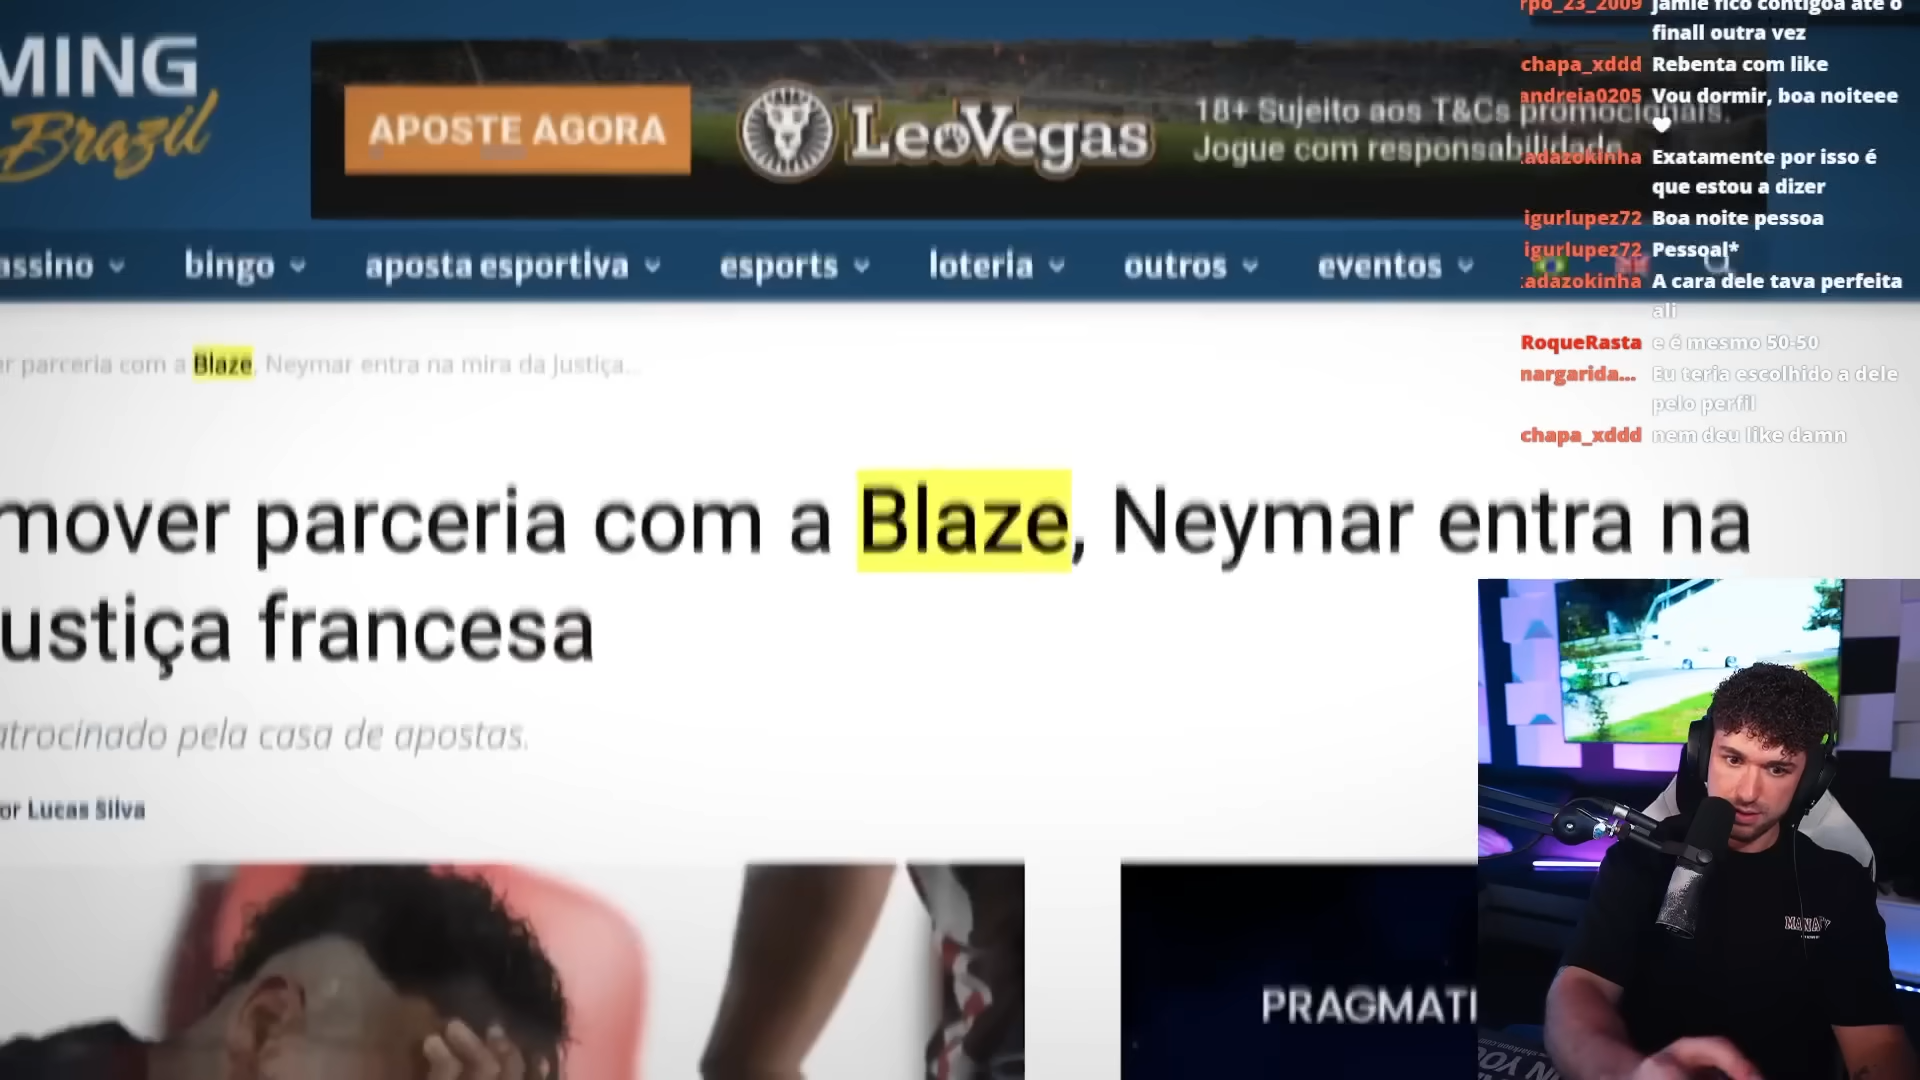 MING
Brazil
APOSTE AGORA
LeoVegas
18+ Sujeito aos T&Cs promocionais.
Jogue com responsabilidade
assino
bingo
aposta esportiva
esports
loteria
outros
eventos
er parceria com a Blaze, Neymar entra na mira da Justiça...
mover parceria com a Blaze, Neymar entra na
ustiça francesa
atrocinado pela casa de apostas.
or Lucas Silva
PRAGMATI
rpo_23_2009 jamie fico contigoa ate o
finall outra vez
chapa_xddd Rebenta com like
andreia0205 Vou dormir, boa noiteee
adazokinha Exatamente por isso é
que estou a dizer
igurlupez72 Boa noite pessoa
igurlupez72 Pessoal*
adazokinha A cara dele tava perfeita
ali
RoqueRasta e é mesmo 50-50
nargarida... Eu teria escolhido a dele
pelo perfil
chapa_xddd nem deu like damn